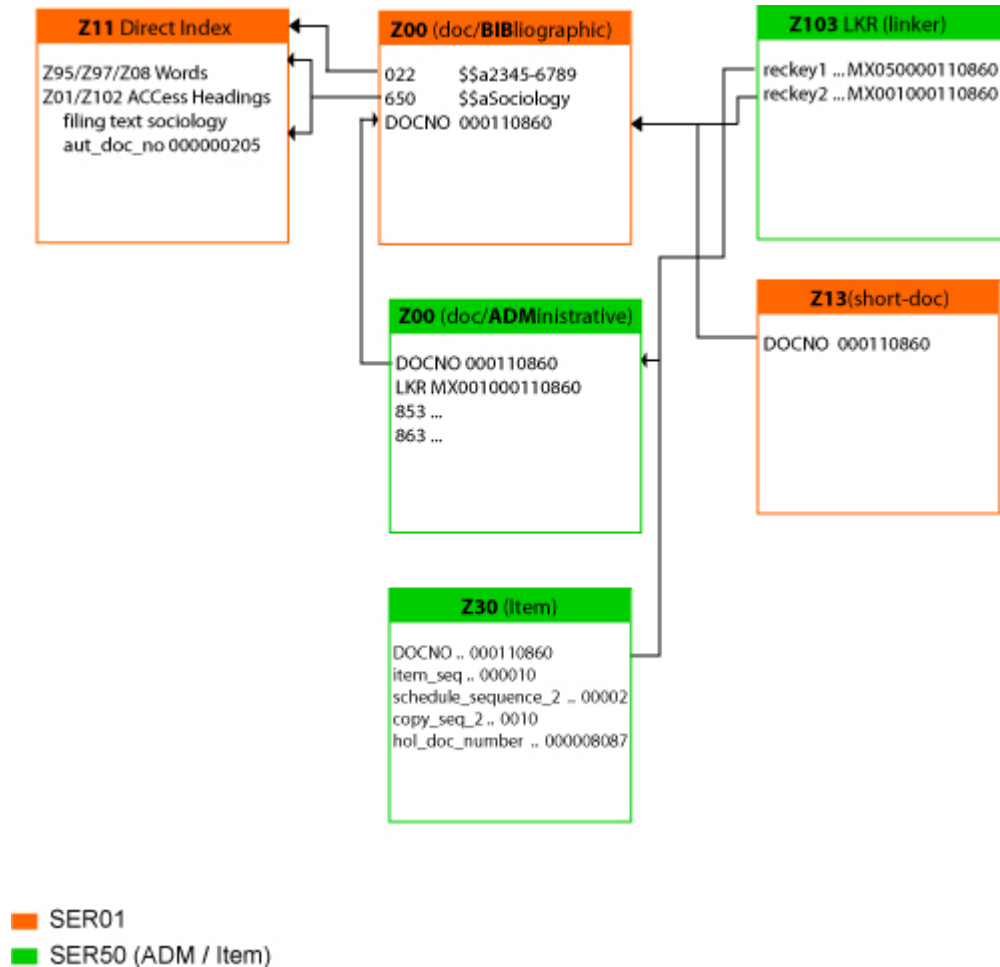 Z11 Direct Index
Z95/Z97/Z08 Words
Z01/Z102 ACCess Headings
filing text sociology
aut_doc_no 000000205
Z00 (doc/BIBliographic)
022 $$a2345-6789
650 $$aSociology
DOCNO 000110860
Z103 LKR (linker)
reckey1 ...MX050000110860
reckey2 ...MX001000110860
Z00 (doc/ADMinistrative)
DOCNO 000110860
LKR MX001000110860
853 ...
863 ...
Z13(short-doc)
DOCNO 000110860
Z30 (Item)
DOCNO .. 000110860
item_seq .. 000010
schedule_sequence_2 .. 00002
copy_seq_2 .. 0010
hol_doc_number .. 000008087
SER01
SER50 (ADM / Item)